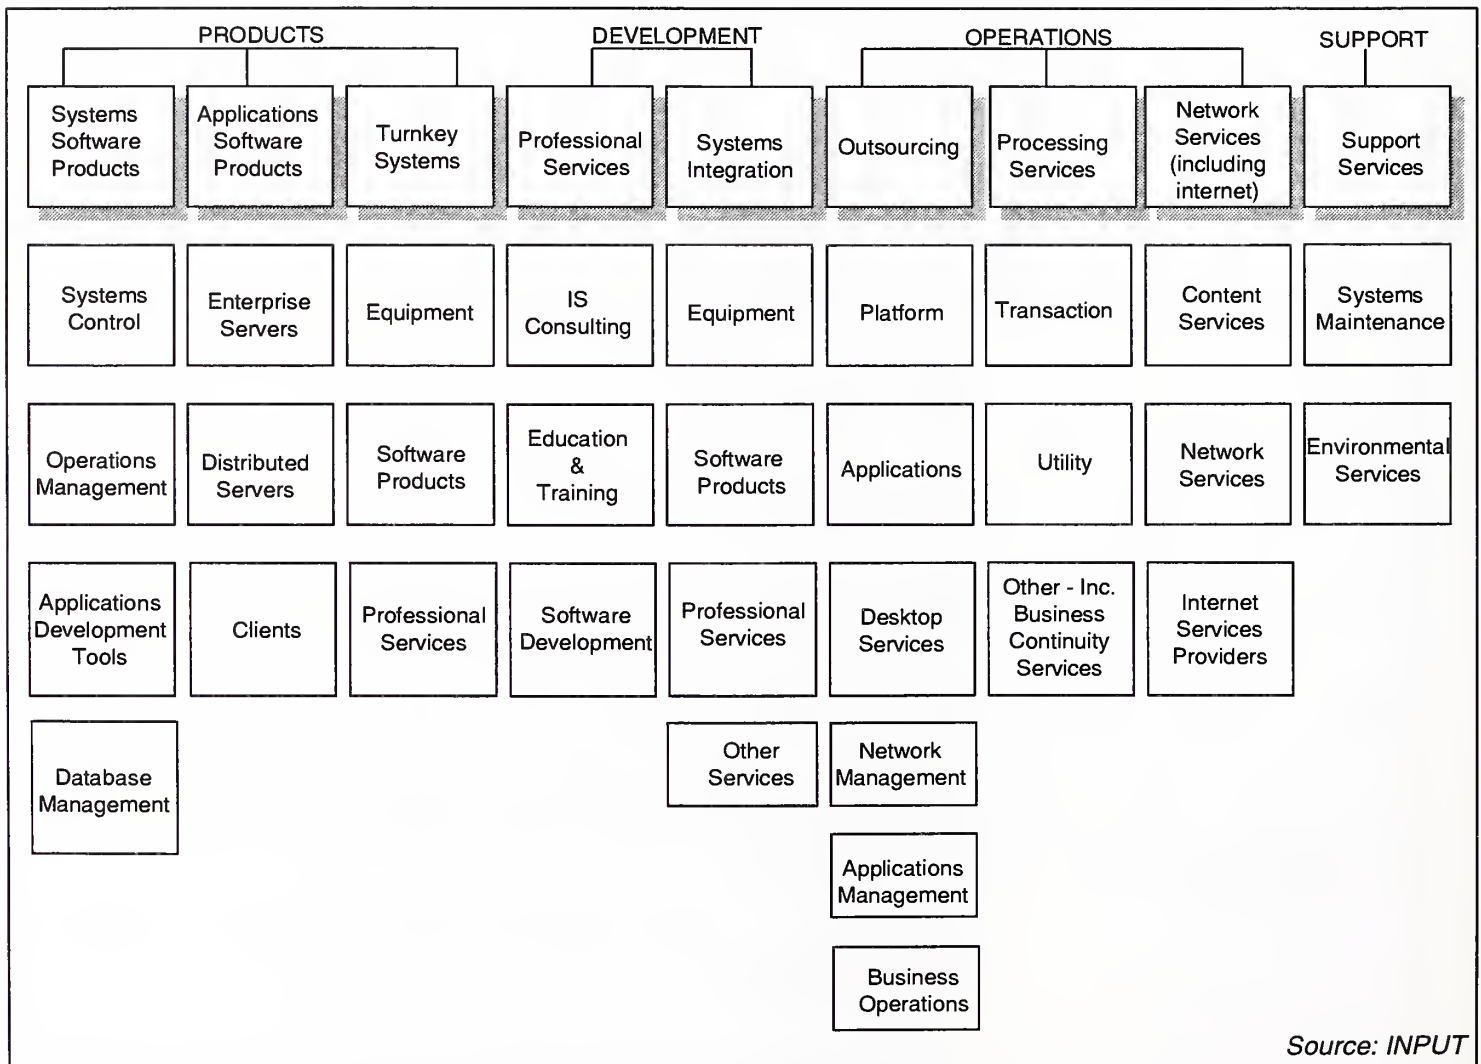 PRODUCTS
DEVELOPMENT
OPERATIONS
SUPPORT
Systems
Software
Products
Applications
Software
Products
Turnkey
Systems
Professional
Services
Systems
Integration
Outsourcing
Processing
Services
Network
Services
(including
internet)
Support
Services
Systems
Control
Enterprise
Servers
Equipment
IS
Consulting
Equipment
Platform
Transaction
Content
Services
Systems
Maintenance
Operations
Management
Distributed
Servers
Software
Products
Education
&
Training
Software
Products
Applications
Utility
Network
Services
Environmental
Services
Applications
Development
Tools
Clients
Professional
Services
Software
Development
Professional
Services
Desktop
Services
Other - Inc.
Business
Continuity
Services
Internet
Services
Providers
Database
Management
Other
Services
Network
Management
Applications
Management
Business
Operations
Source: INPUT